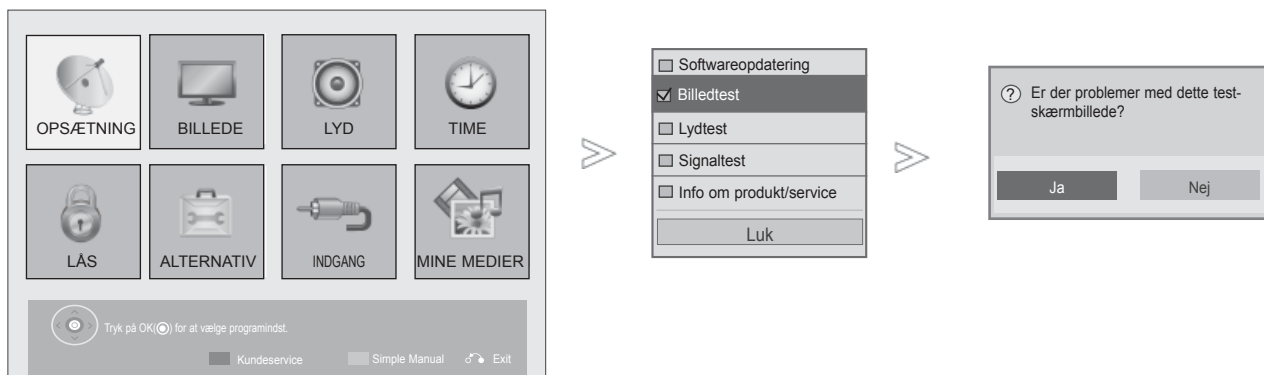 OPSÆTNING
BILLEDE
LYD
TIME
LÅS
ALTERNATIV
INDGANG
MINE MEDIER
Tryk på OK(◉) for at vælge programindst.
Kundeservice
Simple Manual
Exit
Softwareopdatering
Billedtest
Lydtest
Signaltest
Info om produkt/service
Luk
? Er der problemer med dette test-
skærmbillede?
Ja
Nej